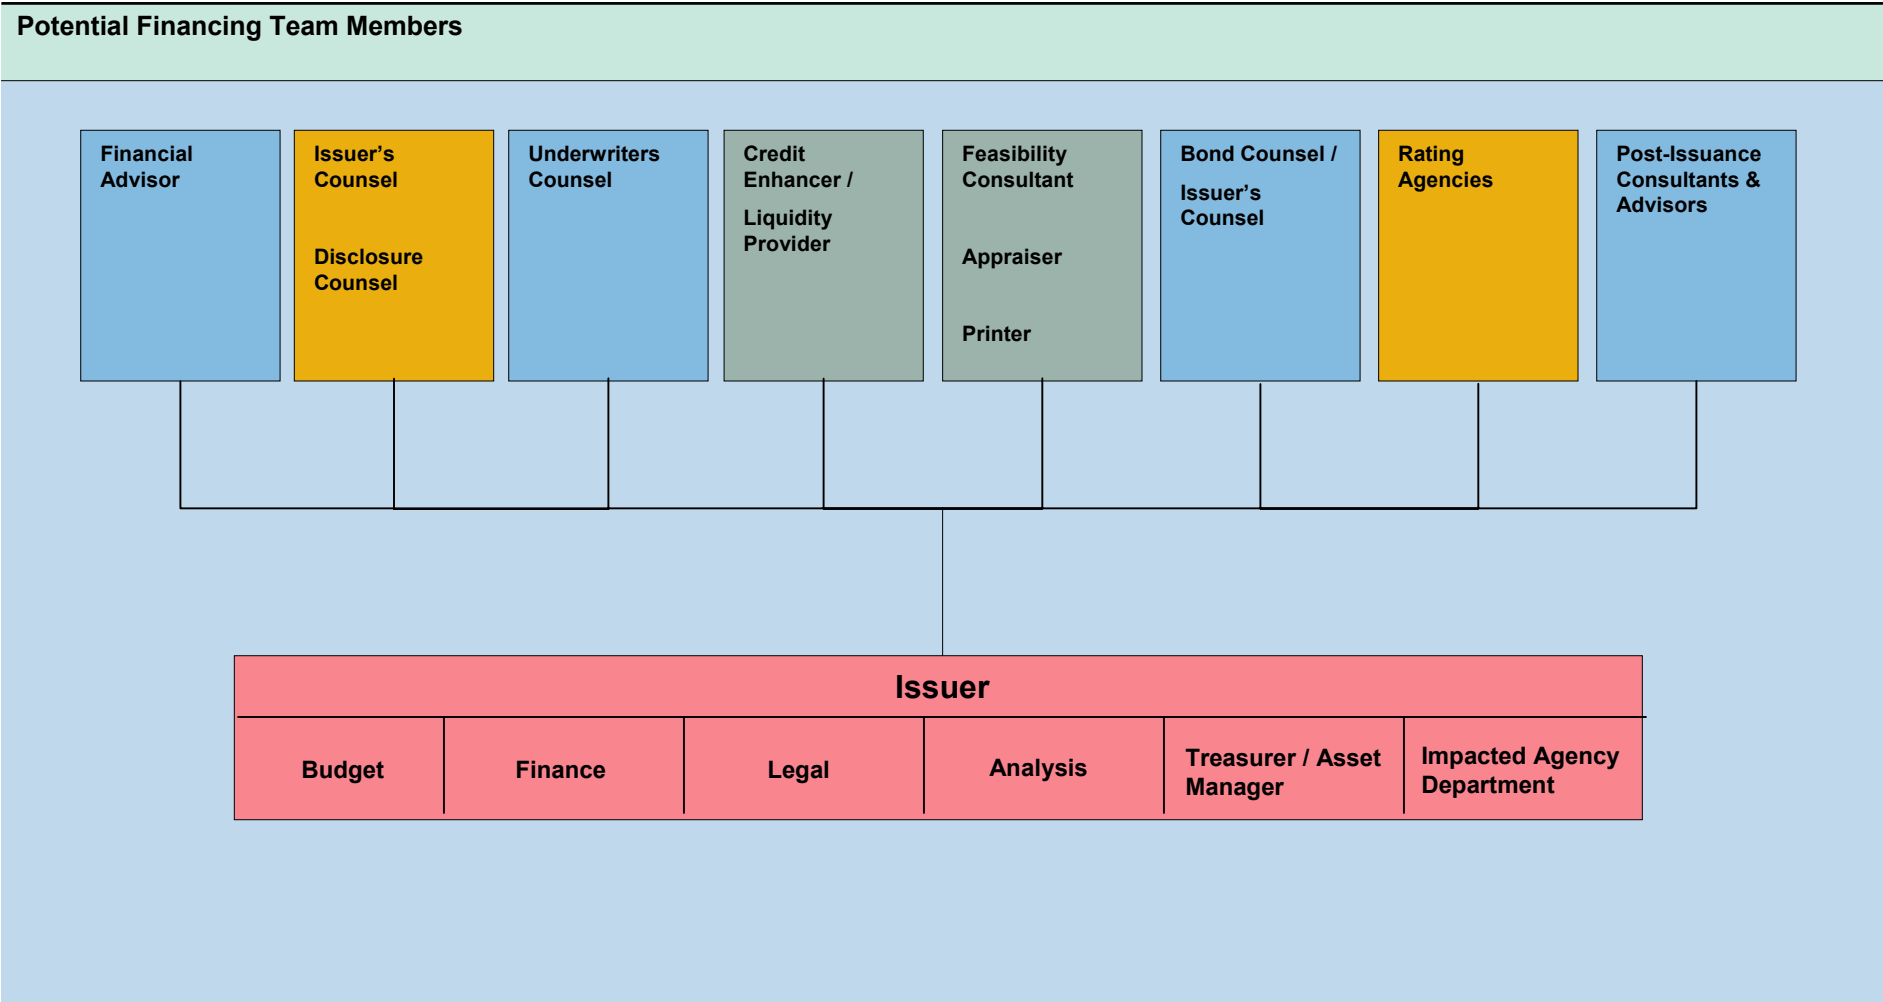 Potential Financing Team Members
Financial
Advisor
Issuer’s
Counsel
Disclosure
Counsel
Underwriters
Counsel
Credit
Enhancer /
Liquidity
Provider
Feasibility
Consultant
Appraiser
Printer
Bond Counsel /
Issuer’s
Counsel
Rating
Agencies
Post-Issuance
Consultants &
Advisors
Issuer
Budget
Finance
Legal
Analysis
Treasurer / Asset
Manager
Impacted Agency
Department